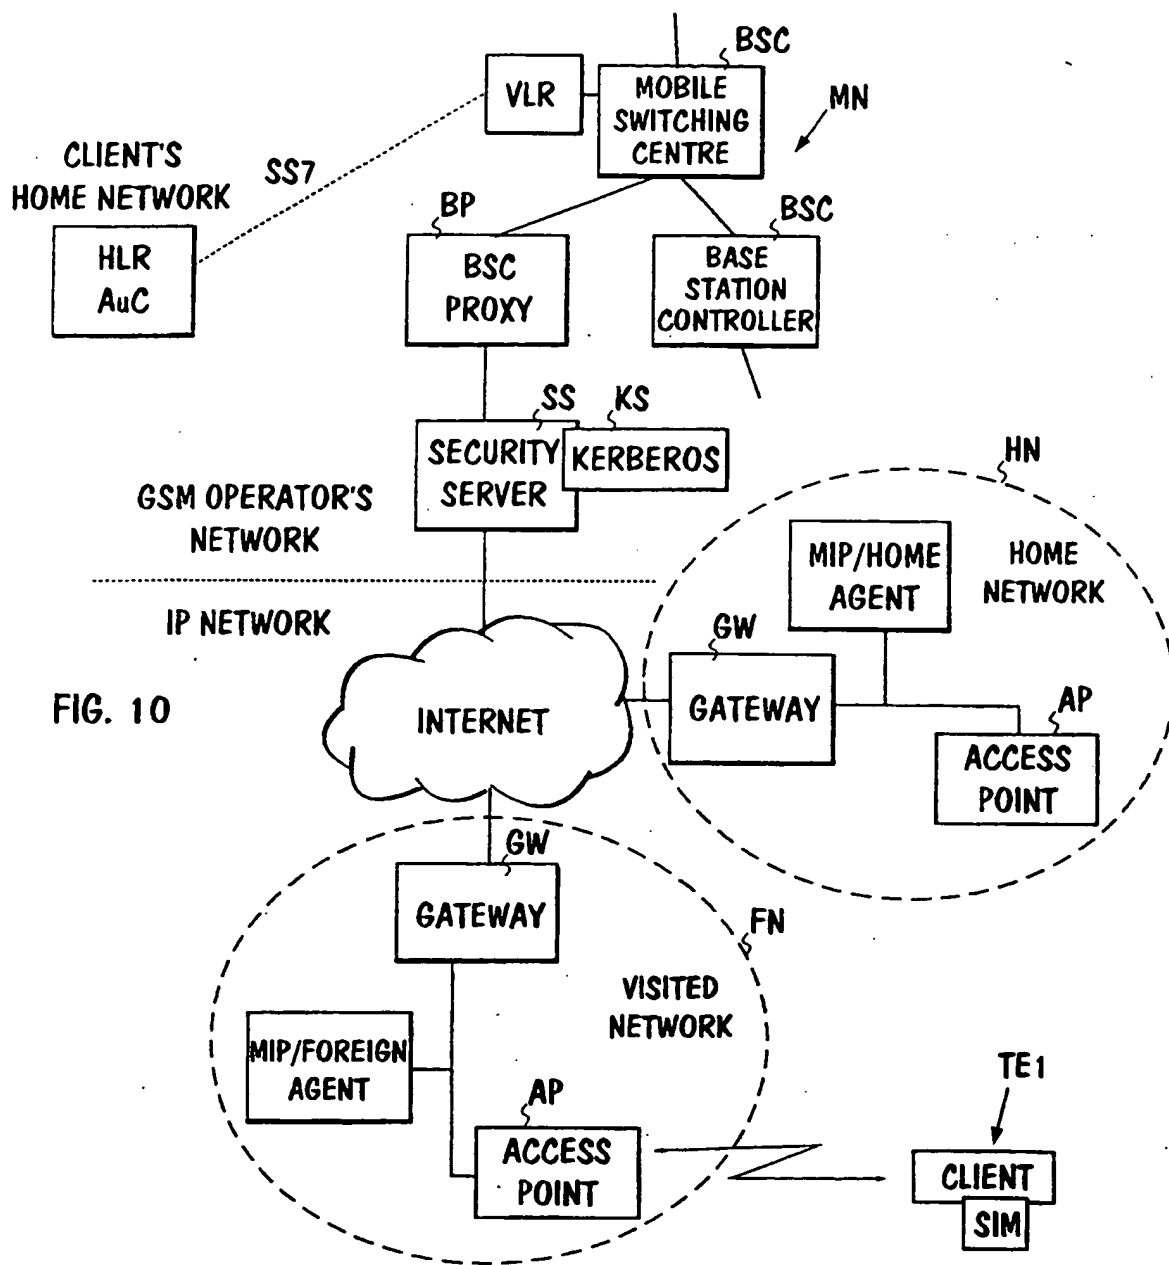 BSC
VLR
MOBILE
SWITCHING
CENTRE
MN
CLIENT'S
HOME NETWORK
SS7
HLR
AuC
BP
BSC
PROXY
BSC
BASE
STATION
CONTROLLER
SS
KS
SECURITY
SERVER
KERBEROS
GSM OPERATOR'S
NETWORK
IP NETWORK
HN
MIP/HOME
AGENT
HOME
NETWORK
GW
GATEWAY
AP
ACCESS
POINT
FIG. 10
INTERNET
GW
GATEWAY
FN
VISITED
NETWORK
MIP/FOREIGN
AGENT
AP
ACCESS
POINT
TE1
CLIENT
SIM